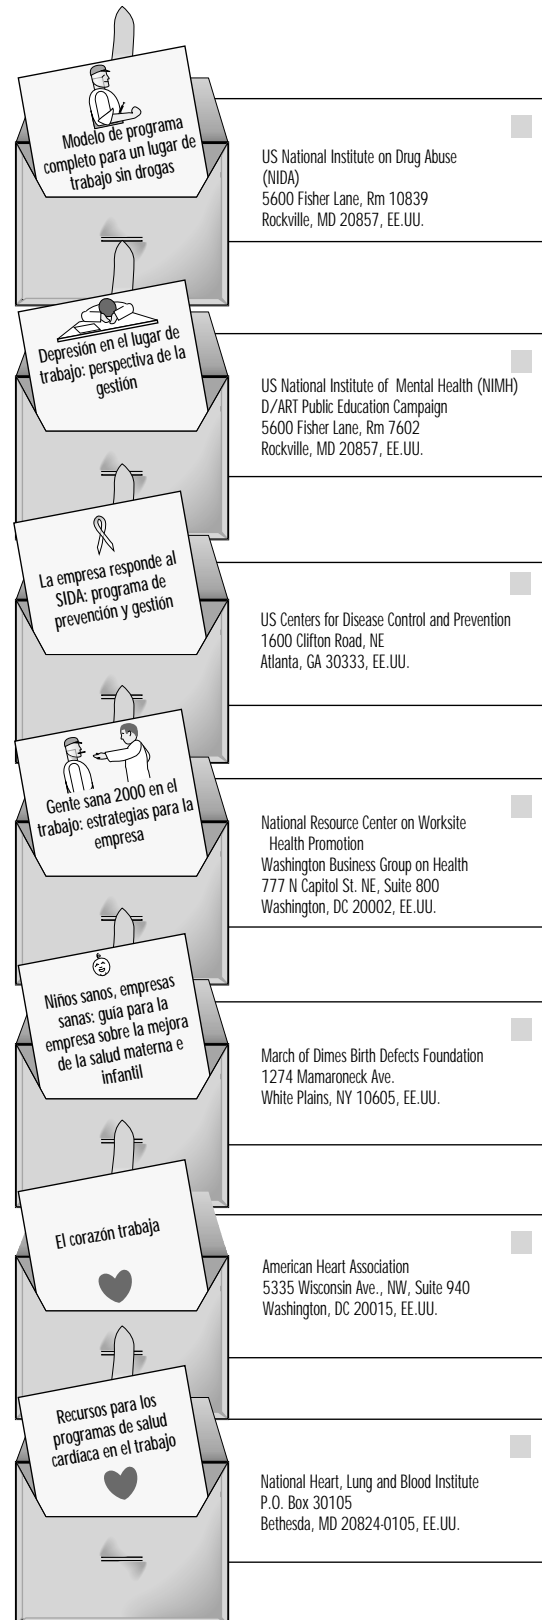 Modelo de programa
completo para un lugar de
trabajo sin drogas
US National Institute on Drug Abuse
(NIDA)
5600 Fisher Lane, Rm 10839
Rockville, MD 20857, EE.UU.
Depresión en el lugar de
trabajo: perspectiva de la
gestión
US National Institute of Mental Health (NIMH)
D/ART Public Education Campaign
5600 Fisher Lane, Rm 7602
Rockville, MD 20857, EE.UU.
La empresa responde al
SIDA: programa de
prevención y gestión
US Centers for Disease Control and Prevention
1600 Clifton Road, NE
Atlanta, GA 30333, EE.UU.
Gente sana 2000 en el
trabajo: estrategias para la
empresa
National Resource Center on Worksite
Health Promotion
Washington Business Group on Health
777 N Capitol St. NE, Suite 800
Washington, DC 20002, EE.UU.
Niños sanos, empresas
sanas: guía para la
empresa sobre la mejora
de la salud materna e
infantil
March of Dimes Birth Defects Foundation
1274 Mamaroneck Ave.
White Plains, NY 10605, EE.UU.
El corazón trabaja
American Heart Association
5335 Wisconsin Ave., NW, Suite 940
Washington, DC 20015, EE.UU.
Recursos para los
programas de salud
cardíaca en el trabajo
National Heart, Lung and Blood Institute
P.O. Box 30105
Bethesda, MD 20824-0105, EE.UU.